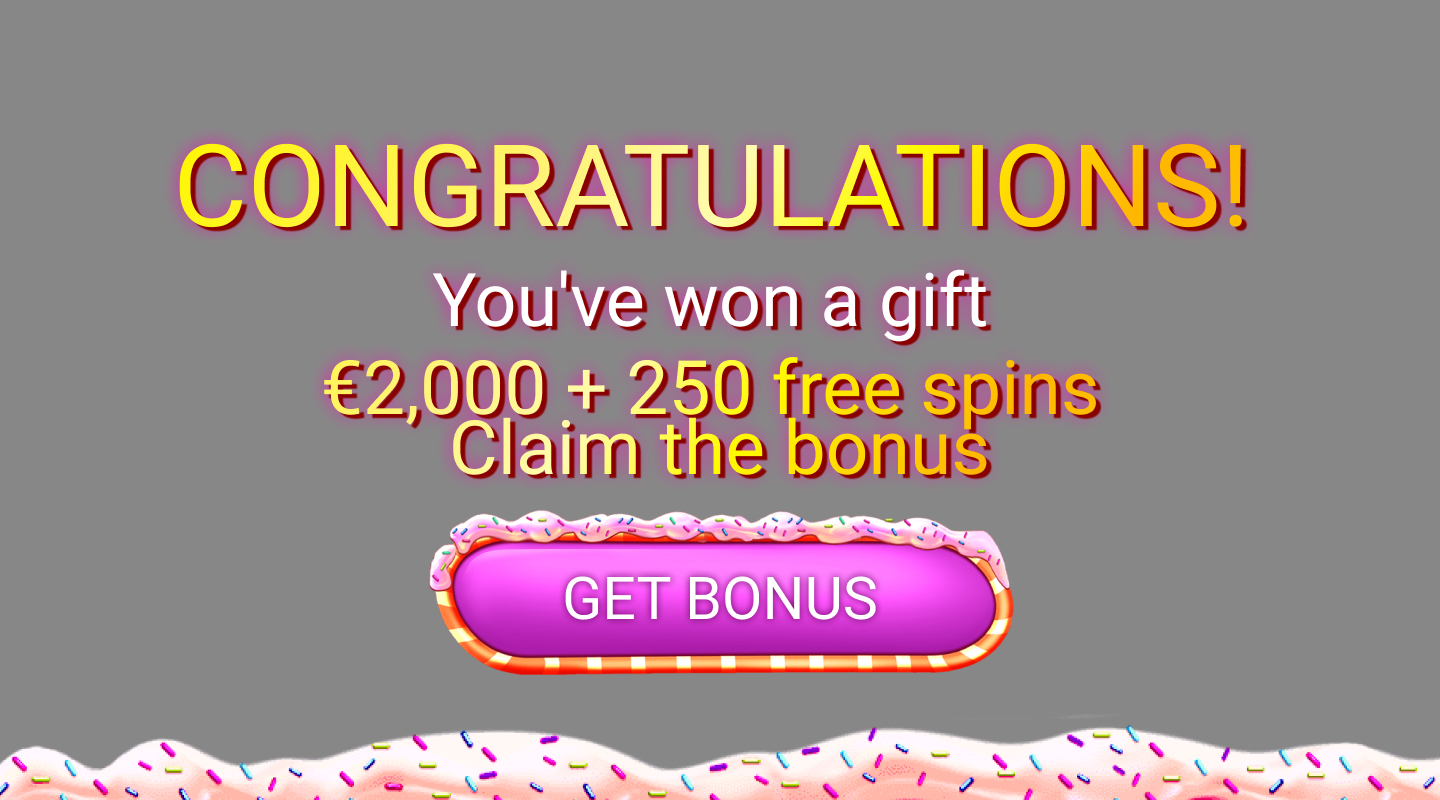 CONGRATULATIONS!
You've won a gift
€2,000 + 250 free spins
Claim the bonus
GET BONUS